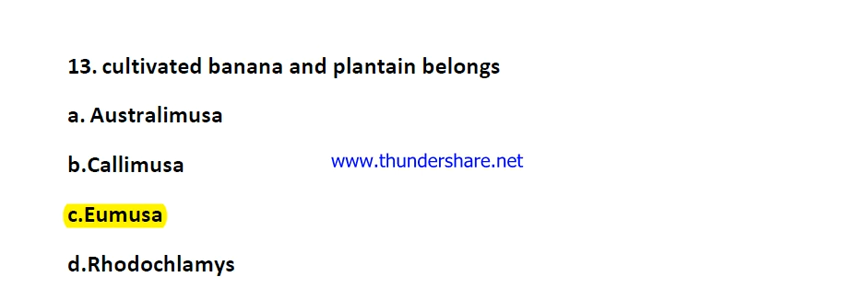 13. cultivated banana and plantain belongs
a. Australimusa
b.Callimusa
www.thundershare.net
c.Eumusa
d.Rhodochlamys